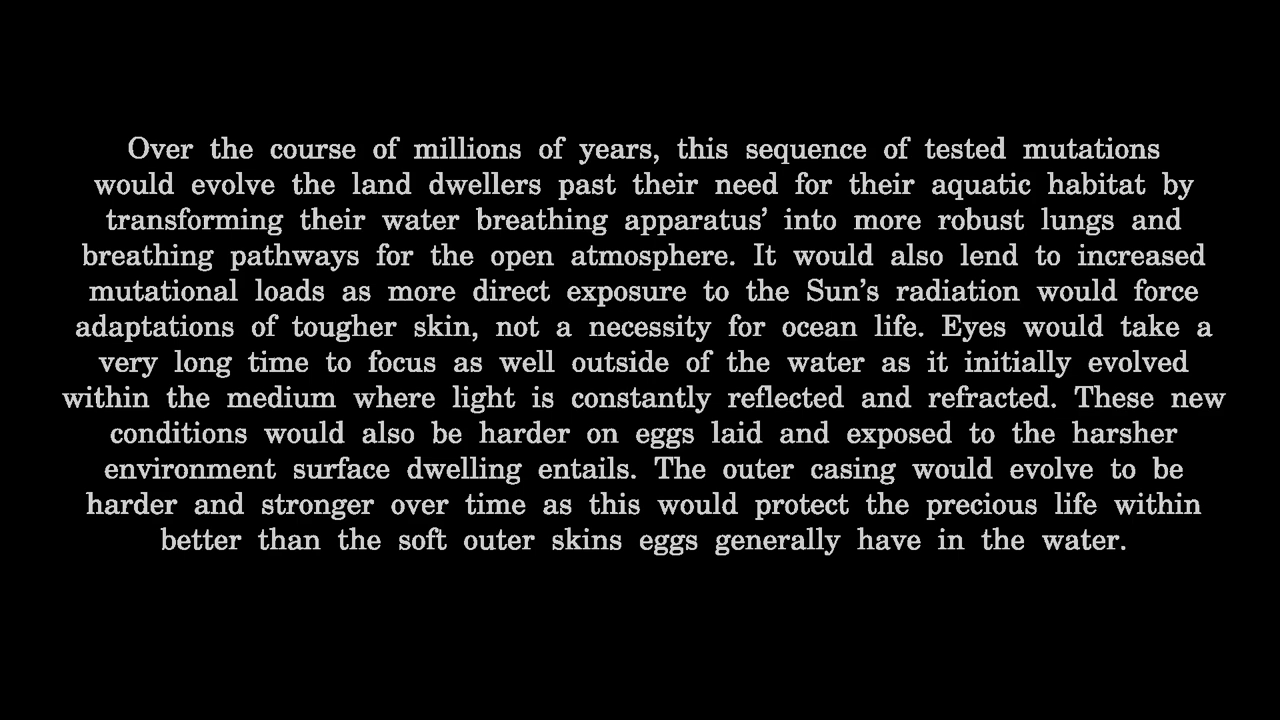 Over the course of millions of years, this sequence of tested mutations
would evolve the land dwellers past their need for their aquatic habitat by
transforming their water breathing apparatus’ into more robust lungs and
breathing pathways for the open atmosphere. It would also lend to increased
mutational loads as more direct exposure to the Sun’s radiation would force
adaptations of tougher skin, not a necessity for ocean life. Eyes would take a
very long time to focus as well outside of the water as it initially evolved
within the medium where light is constantly reflected and refracted. These new
conditions would also be harder on eggs laid and exposed to the harsher
environment surface dwelling entails. The outer casing would evolve to be
harder and stronger over time as this would protect the precious life within
better than the soft outer skins eggs generally have in the water.